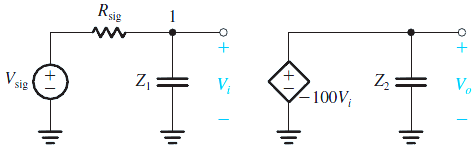 R_sig 1
V_sig + − Z_1 + V_i − + − −100V_i Z_2 + V_o −